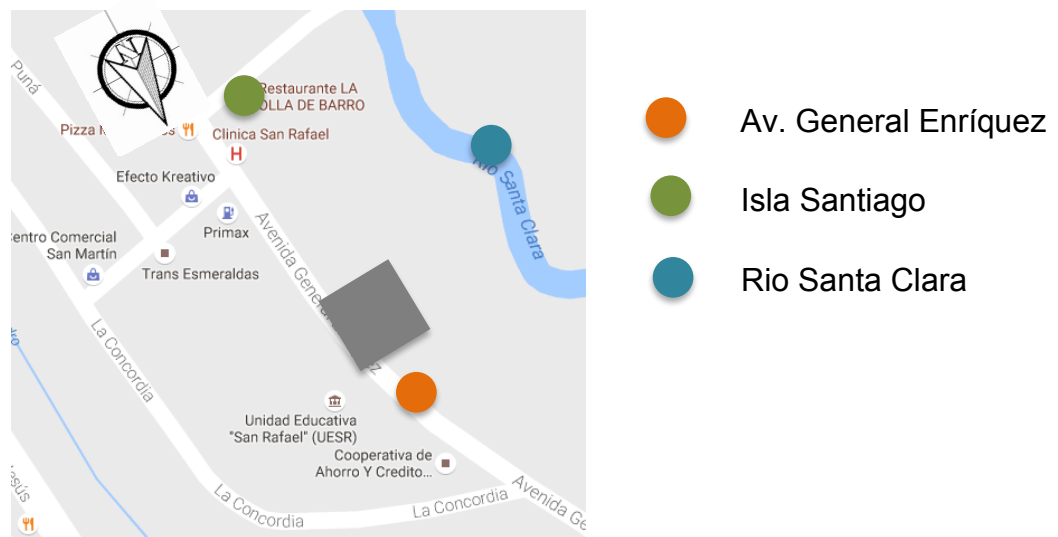 Puná
Restaurante LA
OLLA DE BARRO
Pizza
Clinica San Rafael
H
Efecto Kreativo
Primax
Centro Comercial
San Martín
Trans Esmeraldas
Avenida General
Rio Santa Clara
La Concordia
Unidad Educativa
"San Rafael" (UESR)
Cooperativa de
Ahorro Y Credito...
La Concordia
La Concordia
Avenida Ge
N
Av. General Enríquez
Isla Santiago
Rio Santa Clara